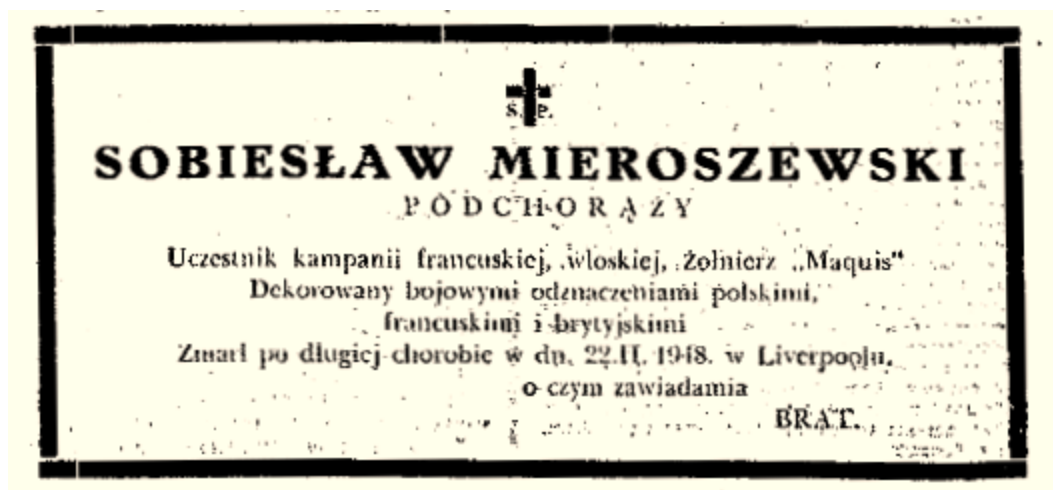 Ś. P.
SOBIESŁAW MIEROSZEWSKI
PODCHORĄŻY
Uczestnik kampanii francuskiej, włoskiej, żołnierz „Maquis"
Dekorowany bojowymi odznaczeniami polskimi,
francuskimi i brytyjskimi
Zmarł po długiej chorobie w dn. 22.II. 1948. w Liverpoolu,
o czym zawiadamia
BRAT.